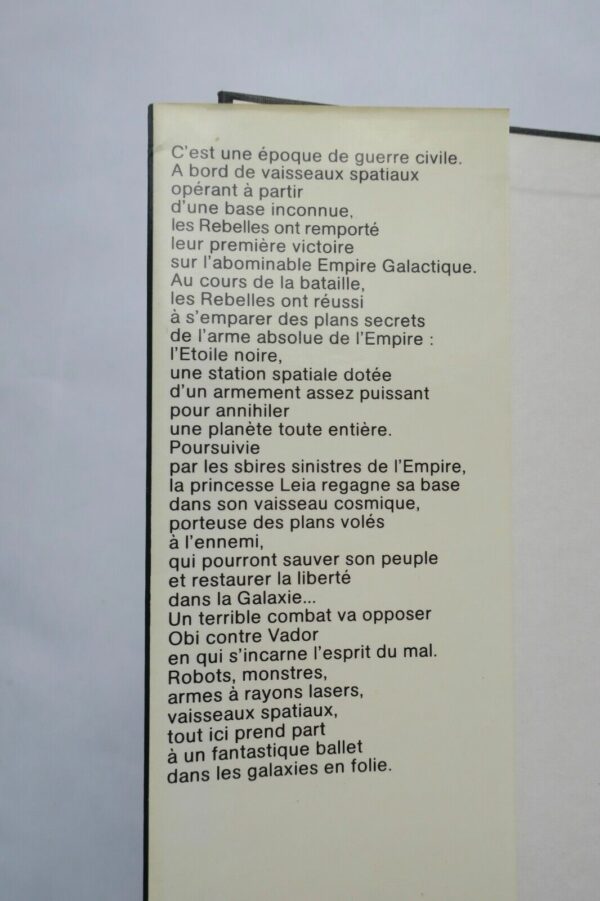 C'est une époque de guerre civile.
A bord de vaisseaux spatiaux
opérant à partir
d'une base inconnue,
les Rebelles ont remporté
leur première victoire
sur l'abominable Empire Galactique.
Au cours de la bataille,
les Rebelles ont réussi
à s'emparer des plans secrets
de l'arme absolue de l'Empire :
l'Etoile noire,
une station spatiale dotée
d'un armement assez puissant
pour annihiler
une planète toute entière.
Poursuivie
par les sbires sinistres de l'Empire,
la princesse Leia regagne sa base
dans son vaisseau cosmique,
porteuse des plans volés
à l'ennemi,
qui pourront sauver son peuple
et restaurer la liberté
dans la Galaxie...
Un terrible combat va opposer
Obi contre Vador
en qui s'incarne l'esprit du mal.
Robots, monstres,
armes à rayons lasers,
vaisseaux spatiaux,
tout ici prend part
à un fantastique ballet
dans les galaxies en folie.